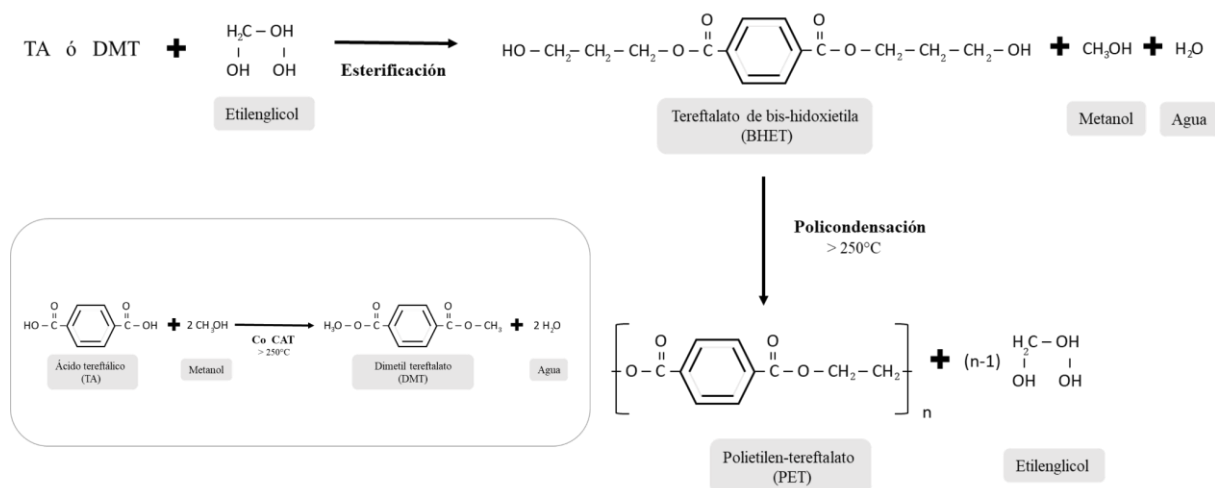 TA ó DMT + H₂C – OH + OH OH
Etilenglicol
Esterificación
HO – CH₂ – CH₂ – CH₂ – O – C – C – O – CH₂ – CH₂ – CH₂ – OH + CH₃OH + H₂O
O O
Tereftalato de bis-hidoxietila
(BHET)
Metanol
Agua
Policondensación
> 250°C
O O
HO – C – C – OH + 2 CH₃OH
Ácido tereftálico
(TA)
Metanol
Co CAT
> 250°C
O O
H₃O – O – C – C – O – CH₃ + 2 H₂O
Dimetil tereftalato
(DMT)
Agua
O O
O – C – C – O – CH₂ – CH₂
n
Polietilen-tereftalato
(PET)
+ (n-1) H₂C – OH
OH OH
Etilenglicol